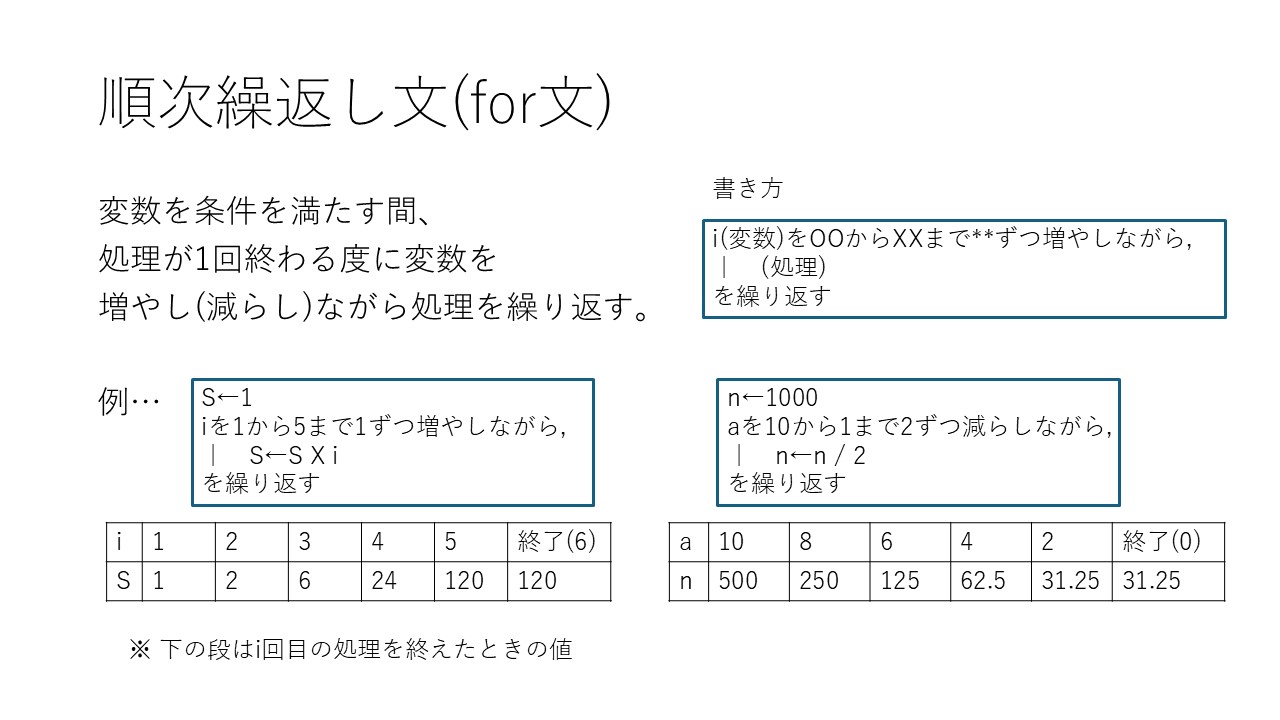 順次繰返し文(for文)
変数を条件を満たす間、
処理が1回終わる度に変数を
増やし(減らし)ながら処理を繰り返す。
書き方
i(変数)をOOからXXまで**ずつ増やしながら,
｜　(処理)
を繰り返す
例…
S←1
iを1から5まで1ずつ増やしながら,
｜　S←S X i
を繰り返す
n←1000
aを10から1まで2ずつ減らしながら,
｜　n←n / 2
を繰り返す
i 1 2 3 4 5 終了(6)
S 1 2 6 24 120 120
a 10 8 6 4 2 終了(0)
n 500 250 125 62.5 31.25 31.25
※ 下の段はi回目の処理を終えたときの値